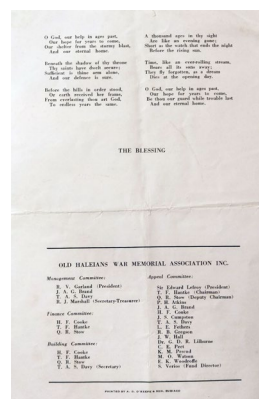 O God, our help in ages past,
Our hope for years to come,
Our shelter from the stormy blast,
And our eternal home.
Beneath the shadow of thy throne
Thy saints have dwelt secure;
Sufficient is thine arm alone,
And our defence is sure.
Before the hills in order stood,
Or earth received her frame,
From everlasting thou art God,
To endless years the same.
A thousand ages in thy sight
Are like an evening gone;
Short as the watch that ends the night
Before the rising sun.
Time, like an ever-rolling stream,
Bears all its sons away;
They fly forgotten, as a dream
Dies at the opening day.
O God, our help in ages past,
Our hope for years to come,
Be thou our guard while troubles last
And our eternal home.
THE BLESSING
OLD HALEIANS WAR MEMORIAL ASSOCIATION INC.
Management Committee:
R. V. Garland (President)
J. A. G. Brand
T. A. S. Davy
R. J. Marshall (Secretary-Treasurer)
Finance Committee:
H. F. Cooke
T. F. Hantke
Q. R. Stow
Building Committee:
H. F. Cooke
T. F. Hantke
Q. R. Stow
T. A. S. Davy (Secretary)
Appeal Committee:
Sir Edward Lefroy (President)
T. F. Hantke (Chairman)
Q. R. Stow (Deputy Chairman)
P. M. Atkins
J. A. G. Brand
H. F. Cooke
J. S. Campton
T. A. S. Davy
L. E. Fethers
H. B. Gregson
J. W. Hall
Dr. G. D. R. Lilburne
C. E. Peet
K. M.
M. O. Watson
E. K. Woodroffe
S. (Fund Director)
PRINTED BY